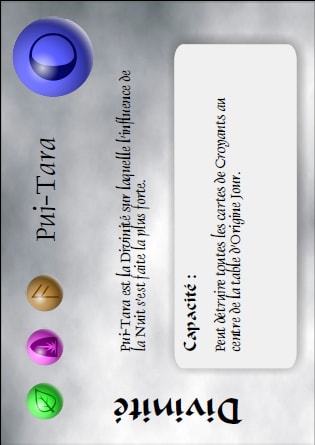 Pui-Tara
Pui-Tara est la Divinité sur laquelle l'influence de
la Nuit s'est faite la plus forte.
Capacité :
Peut détruire toutes les cartes de Croyants au
centre de la table d'Origine Jour.
Divinité